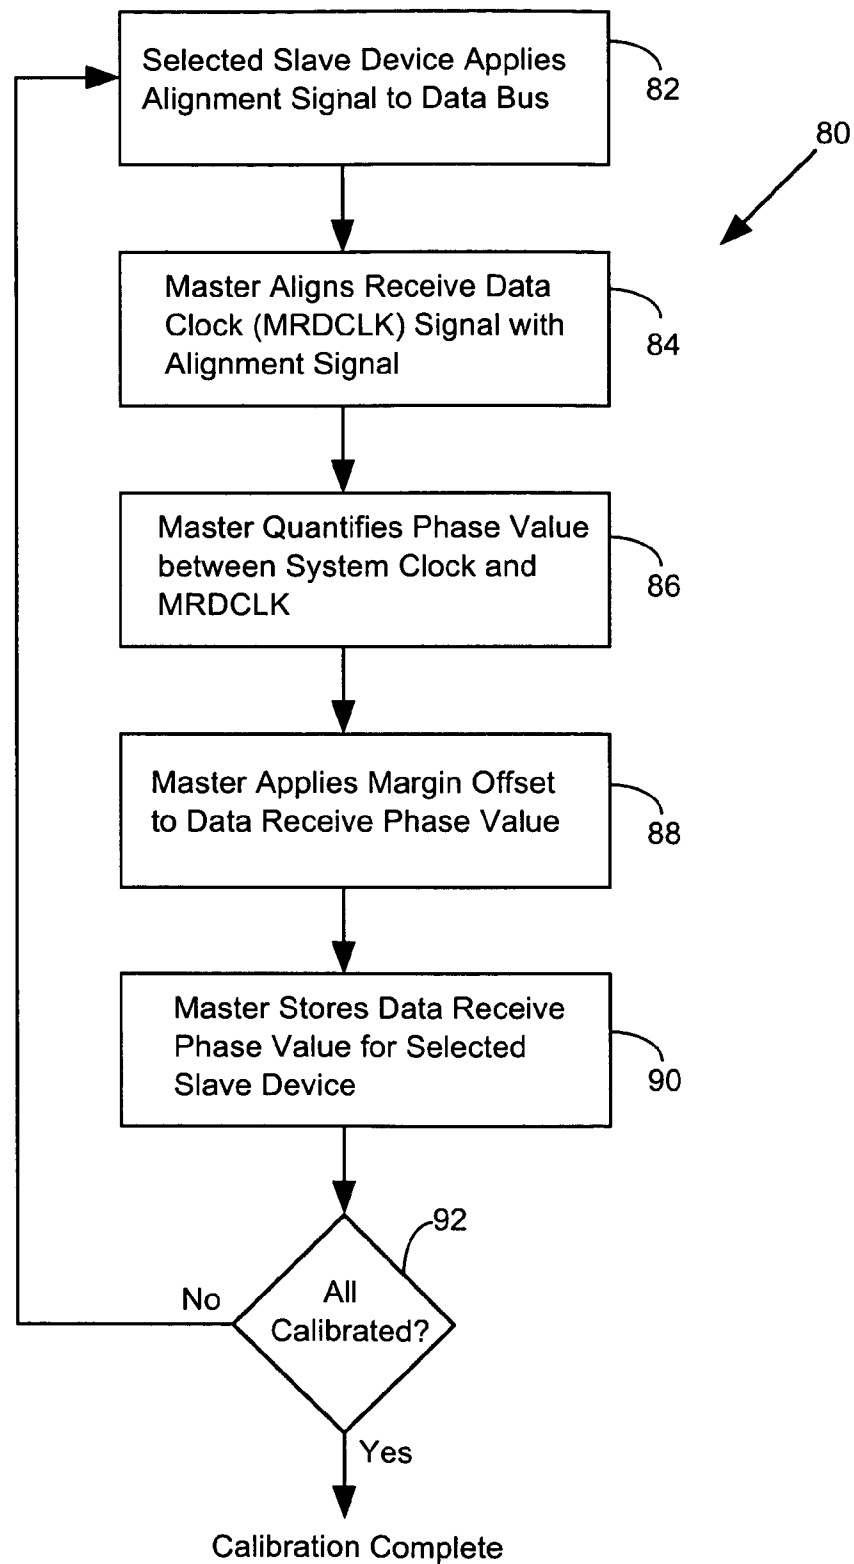 Selected Slave Device Applies
Alignment Signal to Data Bus
82
80
Master Aligns Receive Data
Clock (MRDCLK) Signal with
Alignment Signal
84
Master Quantifies Phase Value
between System Clock and
MRDCLK
86
Master Applies Margin Offset
to Data Receive Phase Value
88
Master Stores Data Receive
Phase Value for Selected
Slave Device
90
92
All
Calibrated?
No
Yes
Calibration Complete